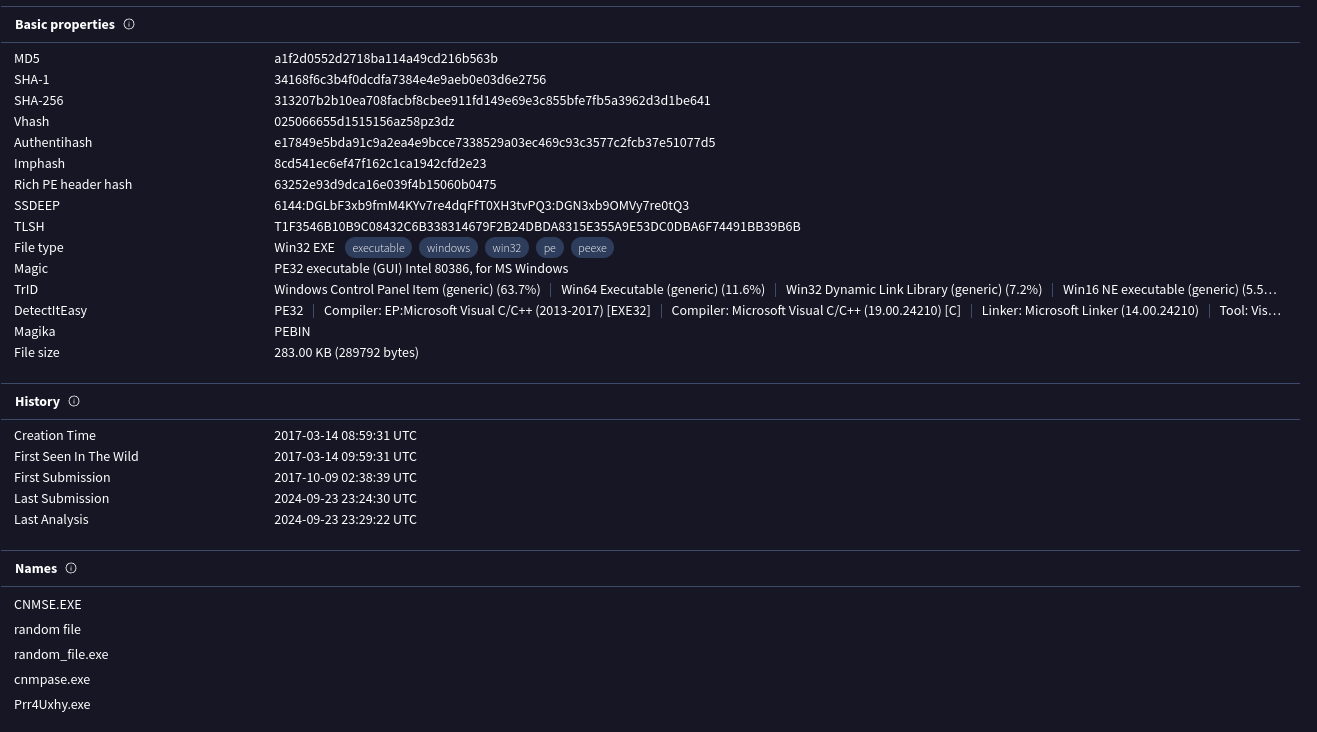 Basic properties
MD5 a1f2d0552d2718ba114a49cd216b563b
SHA-1 34168f6c3b4f0dcdfa7384e4e9aeb0e03d6e2756
SHA-256 313207b2b10ea708facbf8cbee911fd149e69e3c855bfe7fb5a3962d3d1be641
Vhash 025066655d1515156az58pz3dz
Authentihash e17849e5bda91c9a2ea4e9bcce7338529a03ec469c93c3577c2fcb37e51077d5
Imphash 8cd541ec6ef47f162c1ca1942cfd2e23
Rich PE header hash 63252e93d9dca16e039f4b15060b0475
SSDEEP 6144:DGLbF3xb9fmM4KYv7re4dqFfT0XH3tvPQ3:DGN3xb9OMVy7re0tQ3
TLSH T1F3546B10B9C08432C6B338314679F2B24DBDA8315E355A9E53DC0DBA6F74491BB39B6B
File type Win32 EXE executable windows win32 pe peexe
Magic PE32 executable (GUI) Intel 80386, for MS Windows
TrID Windows Control Panel Item (generic) (63.7%) | Win64 Executable (generic) (11.6%) | Win32 Dynamic Link Library (generic) (7.2%) | Win16 NE executable (generic) (5.5…
DetectItEasy PE32 | Compiler: EP:Microsoft Visual C/C++ (2013-2017) [EXE32] | Compiler: Microsoft Visual C/C++ (19.00.24210) [C] | Linker: Microsoft Linker (14.00.24210) | Tool: Vis…
Magika PEBIN
File size 283.00 KB (289792 bytes)
History
Creation Time 2017-03-14 08:59:31 UTC
First Seen In The Wild 2017-03-14 09:59:31 UTC
First Submission 2017-10-09 02:38:39 UTC
Last Submission 2024-09-23 23:24:30 UTC
Last Analysis 2024-09-23 23:29:22 UTC
Names
CNMSE.EXE
random file
random_file.exe
cnmpase.exe
Prr4Uxhy.exe